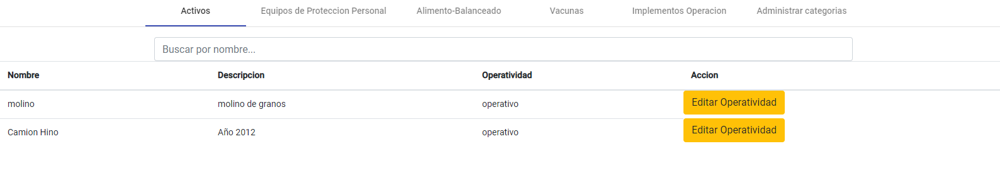 Activos Equipos de Proteccion Personal Alimento-Balanceado Vacunas Implementos Operacion Administrar categorias
Buscar por nombre...
Nombre Descripcion Operatividad Accion
molino molino de granos operativo Editar Operatividad
Camion Hino Año 2012 operativo Editar Operatividad